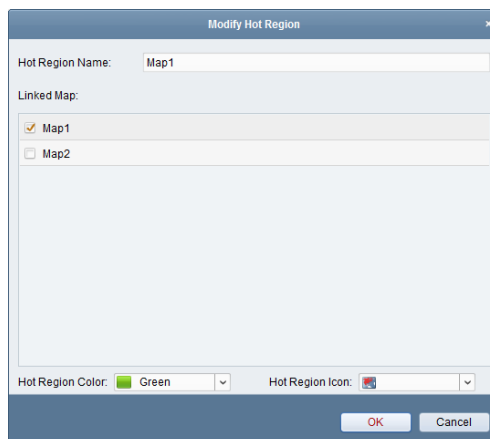 Modify Hot Region
Hot Region Name: Map1
Linked Map:
Map1
Map2
Hot Region Color: Green Hot Region Icon:
OK Cancel